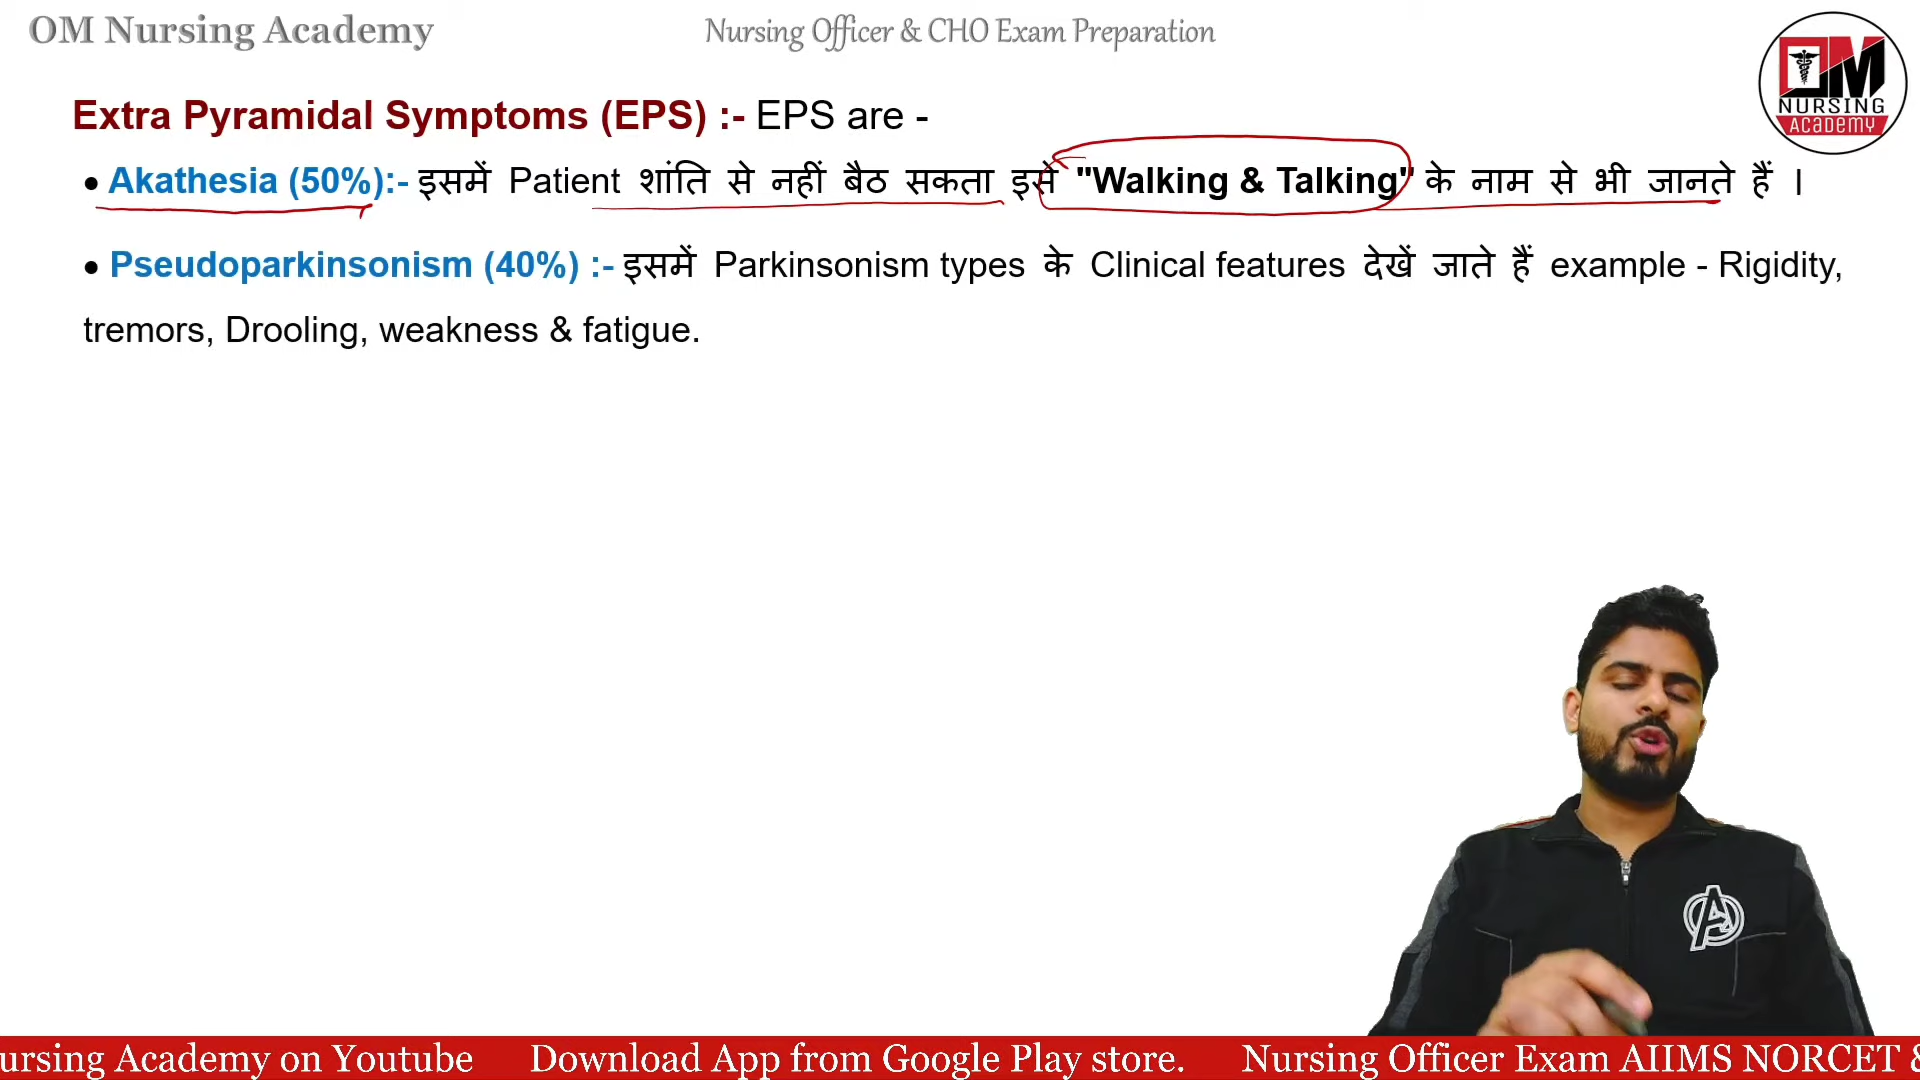 OM Nursing Academy
Nursing Officer & CHO Exam Preparation
OM
NURSING
ACADEMY
Extra Pyramidal Symptoms (EPS) :- EPS are -
• Akathesia (50%):- इसमें Patient शांति से नहीं बैठ सकता इसे "Walking & Talking" के नाम से भी जानते हैं ।
• Pseudoparkinsonism (40%) :- इसमें Parkinsonism types के Clinical features देखें जाते हैं example - Rigidity,
tremors, Drooling, weakness & fatigue.
ursing Academy on Youtube Download App from Google Play store. Nursing Officer Exam AIIMS NORCET &